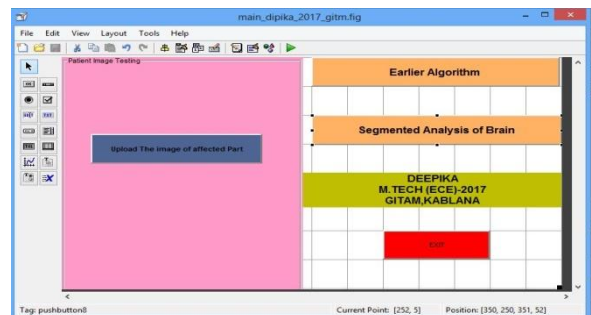 main_dipika_2017_gitm.fig
File Edit View Layout Tools Help
Patient Image Testing
Earlier Algorithm
Segmented Analysis of Brain
Upload The image of affected Part
DEEPIKA
M.TECH (ECE)-2017
GITAM,KABLANA
EXIT
Tag: pushbutton8 Current Point: [252, 5] Position: [350, 250, 351, 52]